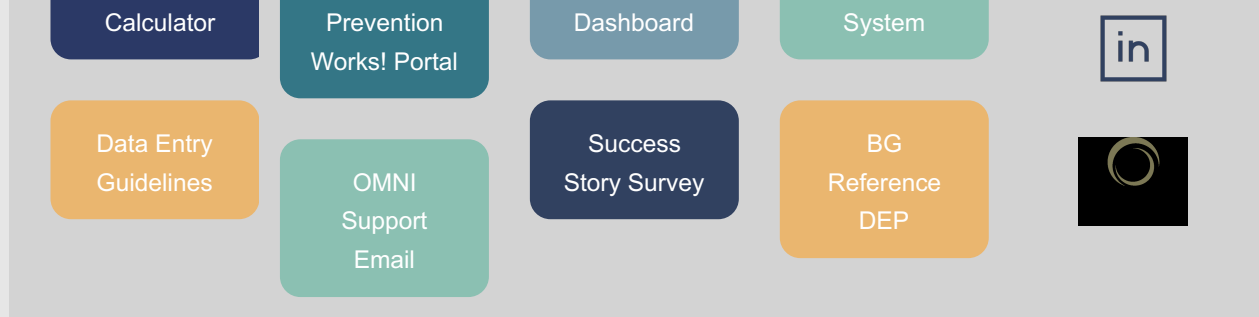 Calculator
Prevention
Works! Portal
Dashboard
System
in
Data Entry
Guidelines
OMNI
Support
Email
Success
Story Survey
BG
Reference
DEP